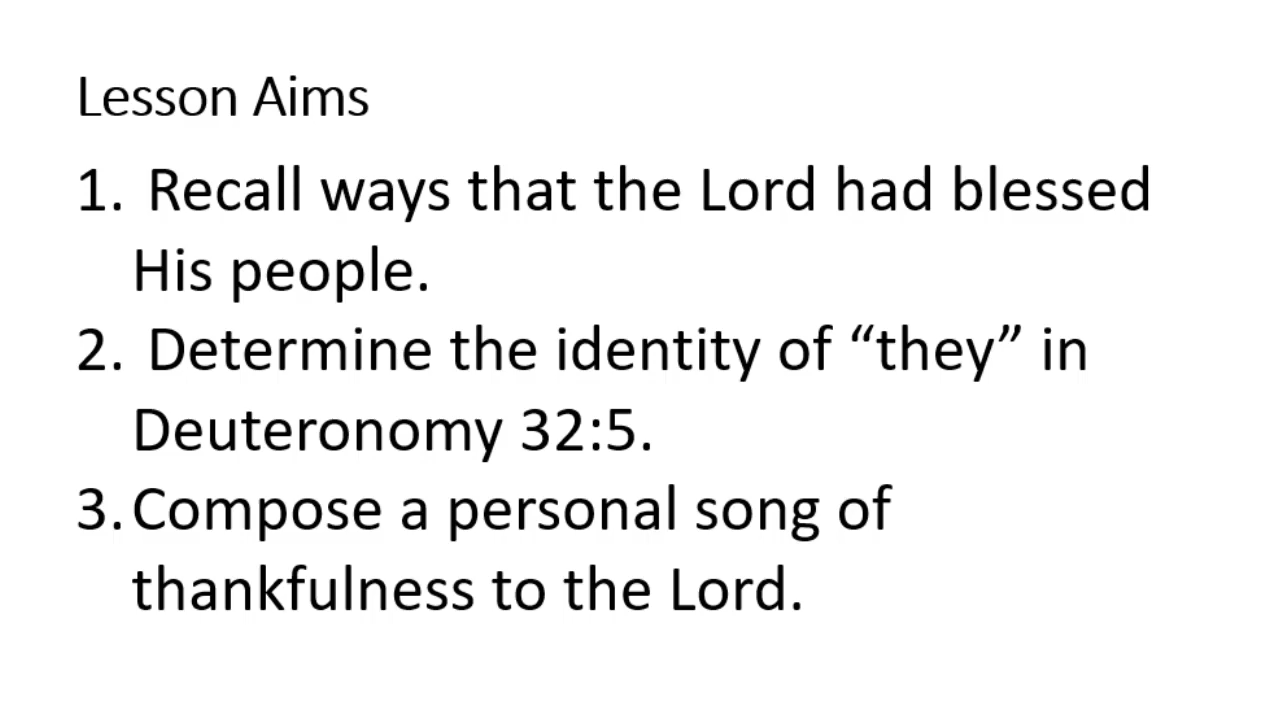 Lesson Aims
1. Recall ways that the Lord had blessed
His people.
2. Determine the identity of “they” in
Deuteronomy 32:5.
3. Compose a personal song of
thankfulness to the Lord.